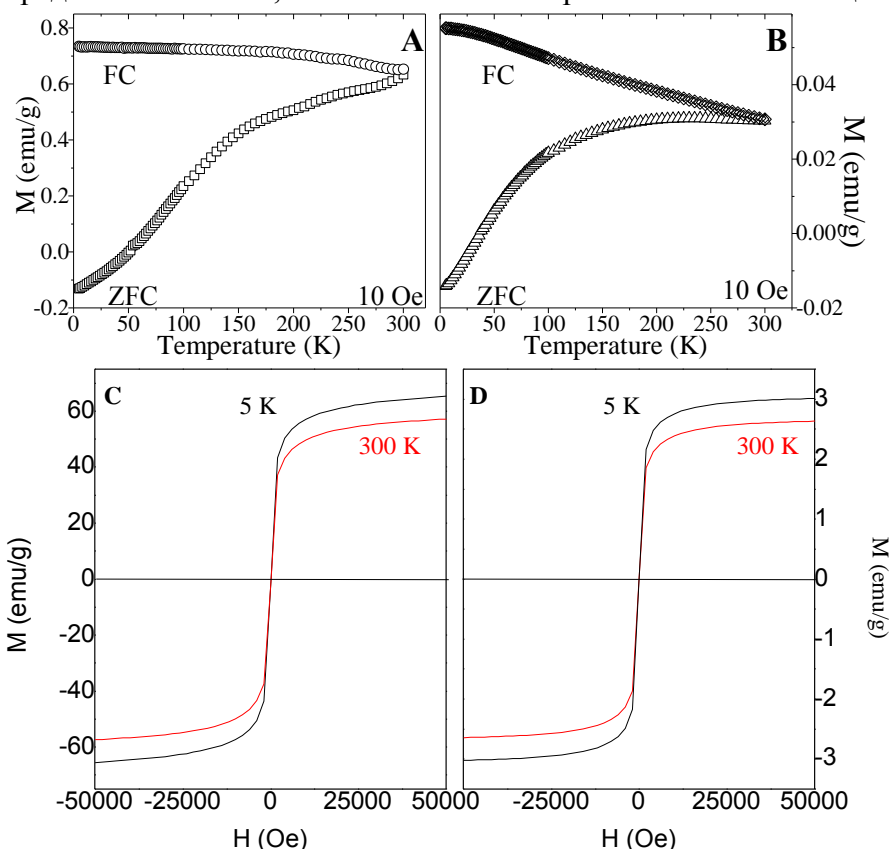 0.8
A
B
FC
FC
0.6
0.04
0.4
0.02
0.2
0.000
0.0
ZFC
10 Oe
ZFC
10 Oe
-0.2
-0.02
M (emu/g)
M (emu/g)
0 50 100 150 200 250 300
0 50 100 150 200 250 300
Temperature (K)
Temperature (K)
C
5 K
D
5 K
60
3
300 K
300 K
40
2
20
1
0
0
-20
-1
-40
-2
-60
-3
M (emu/g)
M (emu/g)
-50000 -25000 0 25000 50000
-25000 0 25000 50000
H (Oe)
H (Oe)